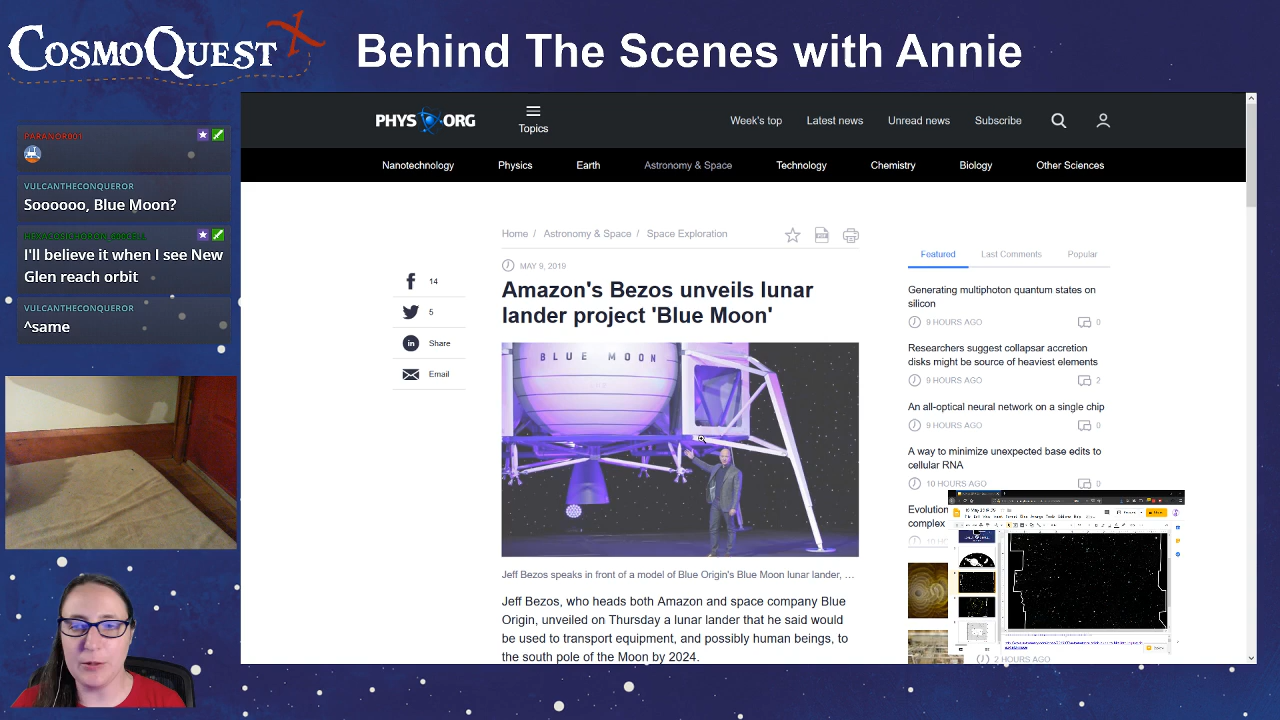 COSMOQUEST X
Behind The Scenes with Annie
PARANOR001
VULCANTHECONQUEROR
Soooooo, Blue Moon?
I'll believe it when I see New
Glen reach orbit
VULCANTHECONQUEROR
^same
PHYS ORG
Topics
Week's top
Latest news
Unread news
Subscribe
Nanotechnology
Physics
Earth
Astronomy & Space
Technology
Chemistry
Biology
Other Sciences
Home / Astronomy & Space / Space Exploration
MAY 9, 2019
Amazon's Bezos unveils lunar
lander project 'Blue Moon'
14
5
Share
Email
BLUE MOON
Jeff Bezos speaks in front of a model of Blue Origin's Blue Moon lunar lander, …
Jeff Bezos, who heads both Amazon and space company Blue
Origin, unveiled on Thursday a lunar lander that he said would
be used to transport equipment, and possibly human beings, to
the south pole of the Moon by 2024.
Featured
Last Comments
Popular
Generating multiphoton quantum states on
silicon
9 HOURS AGO
0
Researchers suggest collapsar accretion
disks might be source of heaviest elements
9 HOURS AGO
2
An all-optical neural network on a single chip
9 HOURS AGO
0
A way to minimize unexpected base edits to
cellular RNA
10 HOURS AGO
0
Evolution
complex
2 HOURS AGO